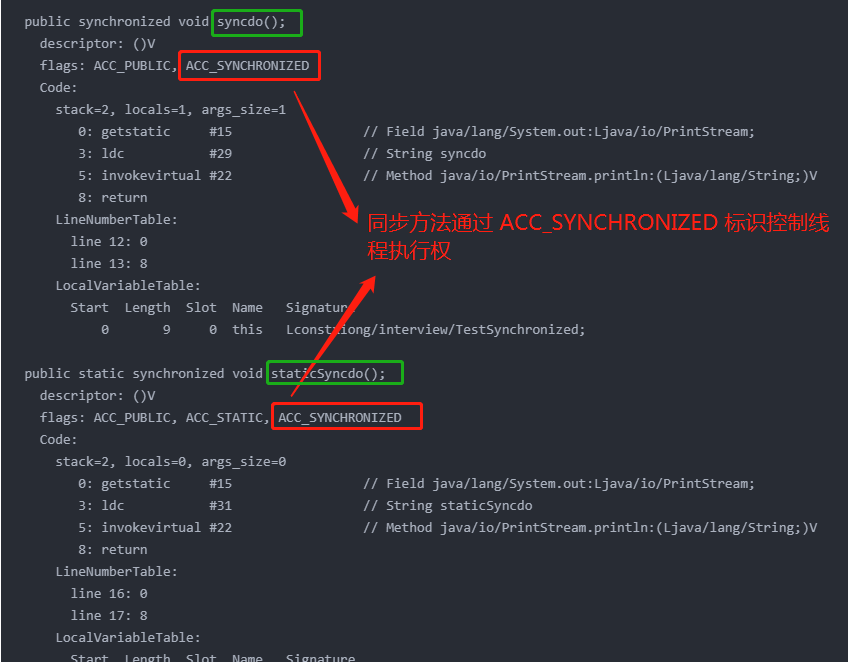 public synchronized void syncdo();
descriptor: ()V
flags: ACC_PUBLIC, ACC_SYNCHRONIZED
Code:
stack=2, locals=1, args_size=1
0: getstatic #15 // Field java/lang/System.out:Ljava/io/PrintStream;
3: ldc #29 // String syncdo
5: invokevirtual #22 // Method java/io/PrintStream.println:(Ljava/lang/String;)V
8: return
LineNumberTable:
line 12: 0
line 13: 8
LocalVariableTable:
Start Length Slot Name Signature
0 9 0 this Lconstxiong/interview/TestSynchronized;
同步方法通过 ACC_SYNCHRONIZED 标识控制线
程执行权
public static synchronized void staticSyncdo();
descriptor: ()V
flags: ACC_PUBLIC, ACC_STATIC, ACC_SYNCHRONIZED
Code:
stack=2, locals=0, args_size=0
0: getstatic #15 // Field java/lang/System.out:Ljava/io/PrintStream;
3: ldc #31 // String staticSyncdo
5: invokevirtual #22 // Method java/io/PrintStream.println:(Ljava/lang/String;)V
8: return
LineNumberTable:
line 16: 0
line 17: 8
LocalVariableTable:
Start Length Slot Name Signature